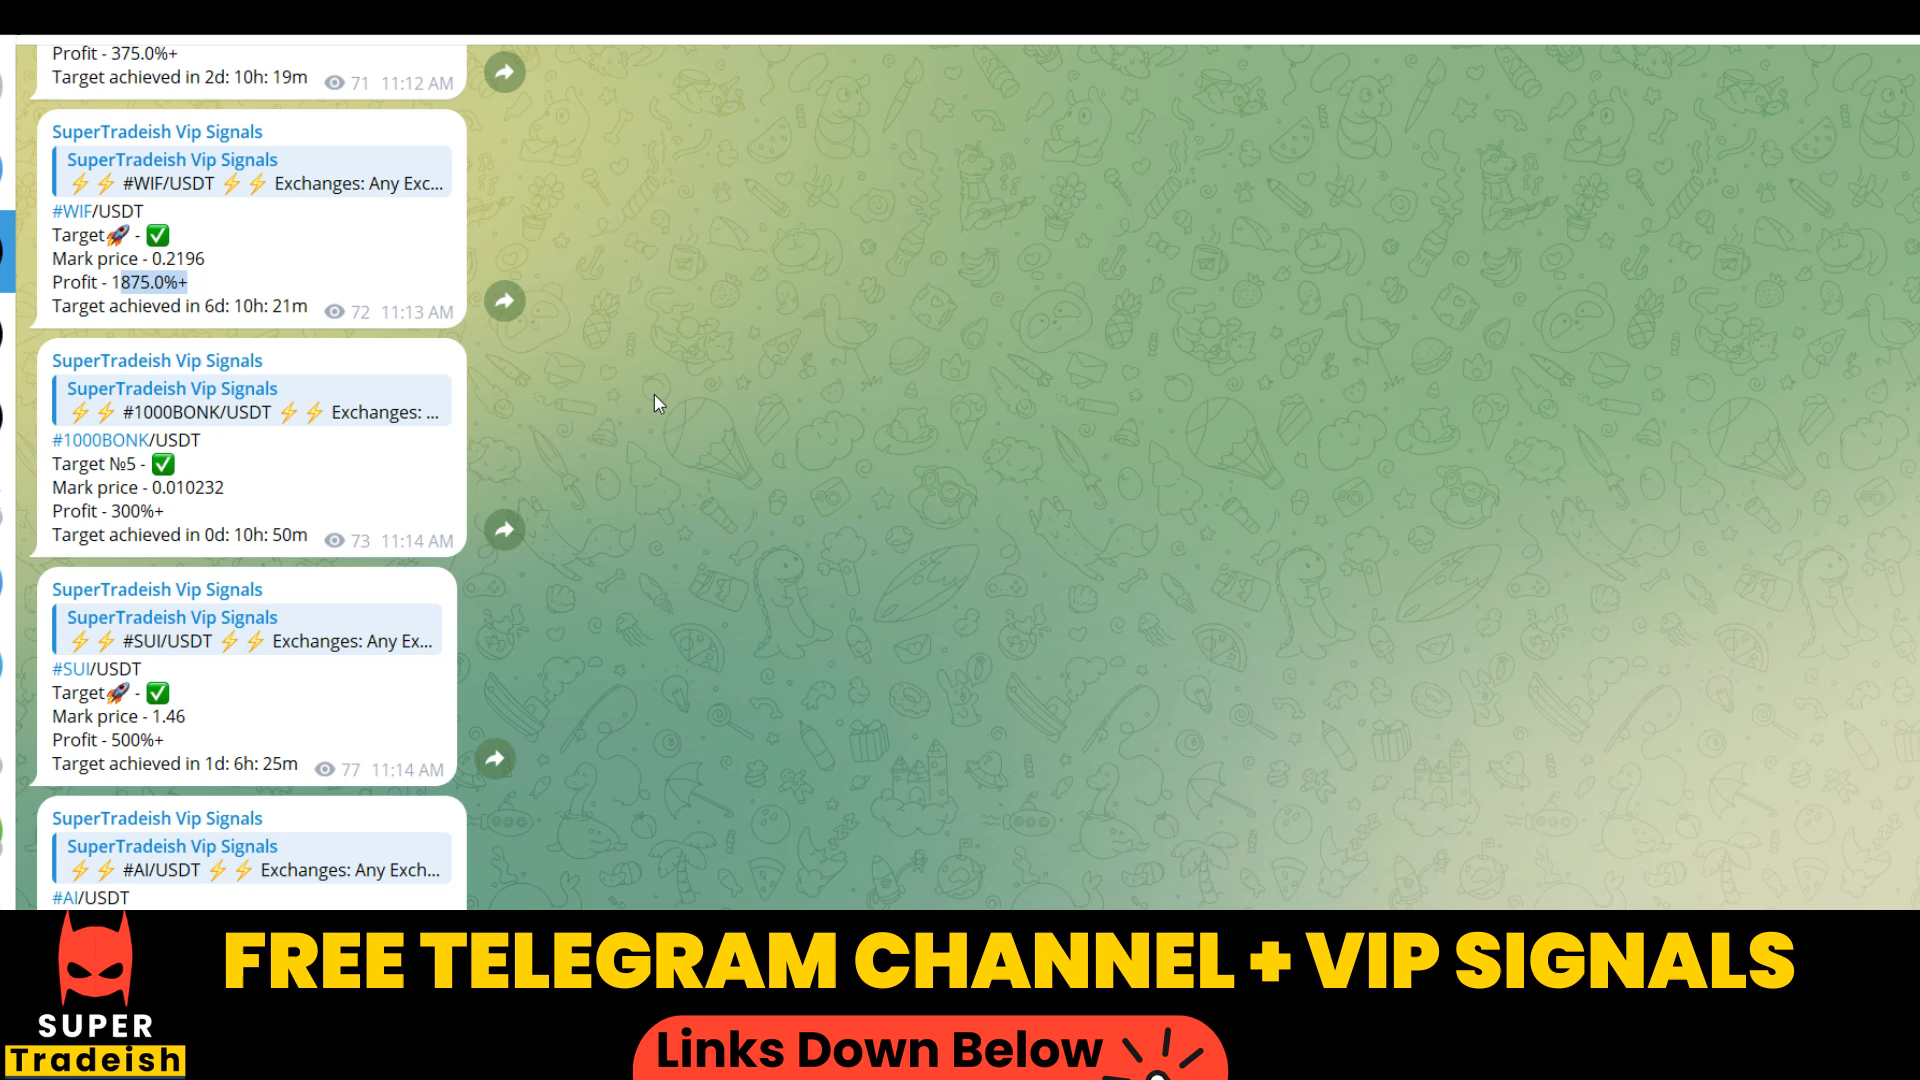 Profit - 375.0%+
Target achieved in 2d: 10h: 19m 71 11:12 AM
SuperTradeish Vip Signals
SuperTradeish Vip Signals
⚡⚡ #WIF/USDT ⚡⚡ Exchanges: Any Exc...
#WIF/USDT
Target🚀 - ✅
Mark price - 0.2196
Profit - 1875.0%+
Target achieved in 6d: 10h: 21m 72 11:13 AM
SuperTradeish Vip Signals
SuperTradeish Vip Signals
⚡⚡ #1000BONK/USDT ⚡⚡ Exchanges: ...
#1000BONK/USDT
Target №5 - ✅
Mark price - 0.010232
Profit - 300%+
Target achieved in 0d: 10h: 50m 73 11:14 AM
SuperTradeish Vip Signals
SuperTradeish Vip Signals
⚡⚡ #SUI/USDT ⚡⚡ Exchanges: Any Ex...
#SUI/USDT
Target🚀 - ✅
Mark price - 1.46
Profit - 500%+
Target achieved in 1d: 6h: 25m 77 11:14 AM
SuperTradeish Vip Signals
SuperTradeish Vip Signals
⚡⚡ #AI/USDT ⚡⚡ Exchanges: Any Exch...
#AI/USDT
FREE TELEGRAM CHANNEL + VIP SIGNALS
SUPER
Tradeish
Links Down Below